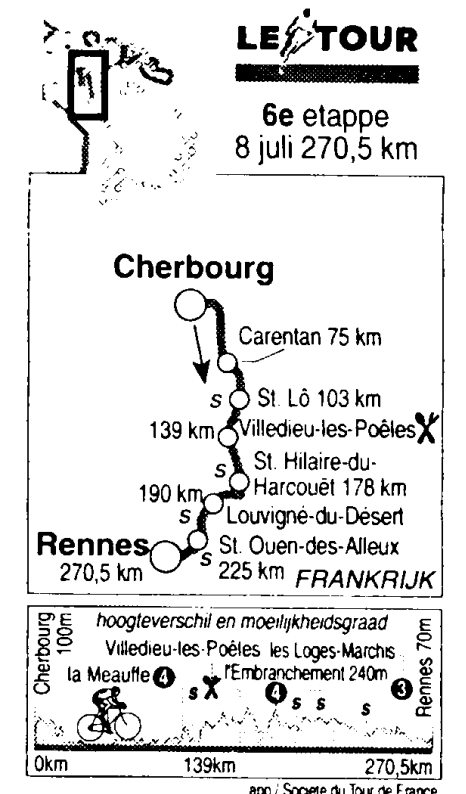 LE TOUR
6e etappe
8 juli 270,5 km
Cherbourg
Carentan 75 km
s St. Lô 103 km
139 km Villedieu-les-Poêles
s St. Hilaire-du-
Harcouët 178 km
190 km
s Louvigné-du-Désert
Rennes
270,5 km
s St. Ouen-des-Alleux
225 km
FRANKRIJK
Cherbourg
100m
hoogteverschil en moeilijkheidsgraad
Villedieu-les-Poêles les Loges-Marchis
la Meauffe 4 s l'Embranchement 240m
4 s s s 3
Rennes 70m
0km 139km 270,5km
anp / Société du Tour de France